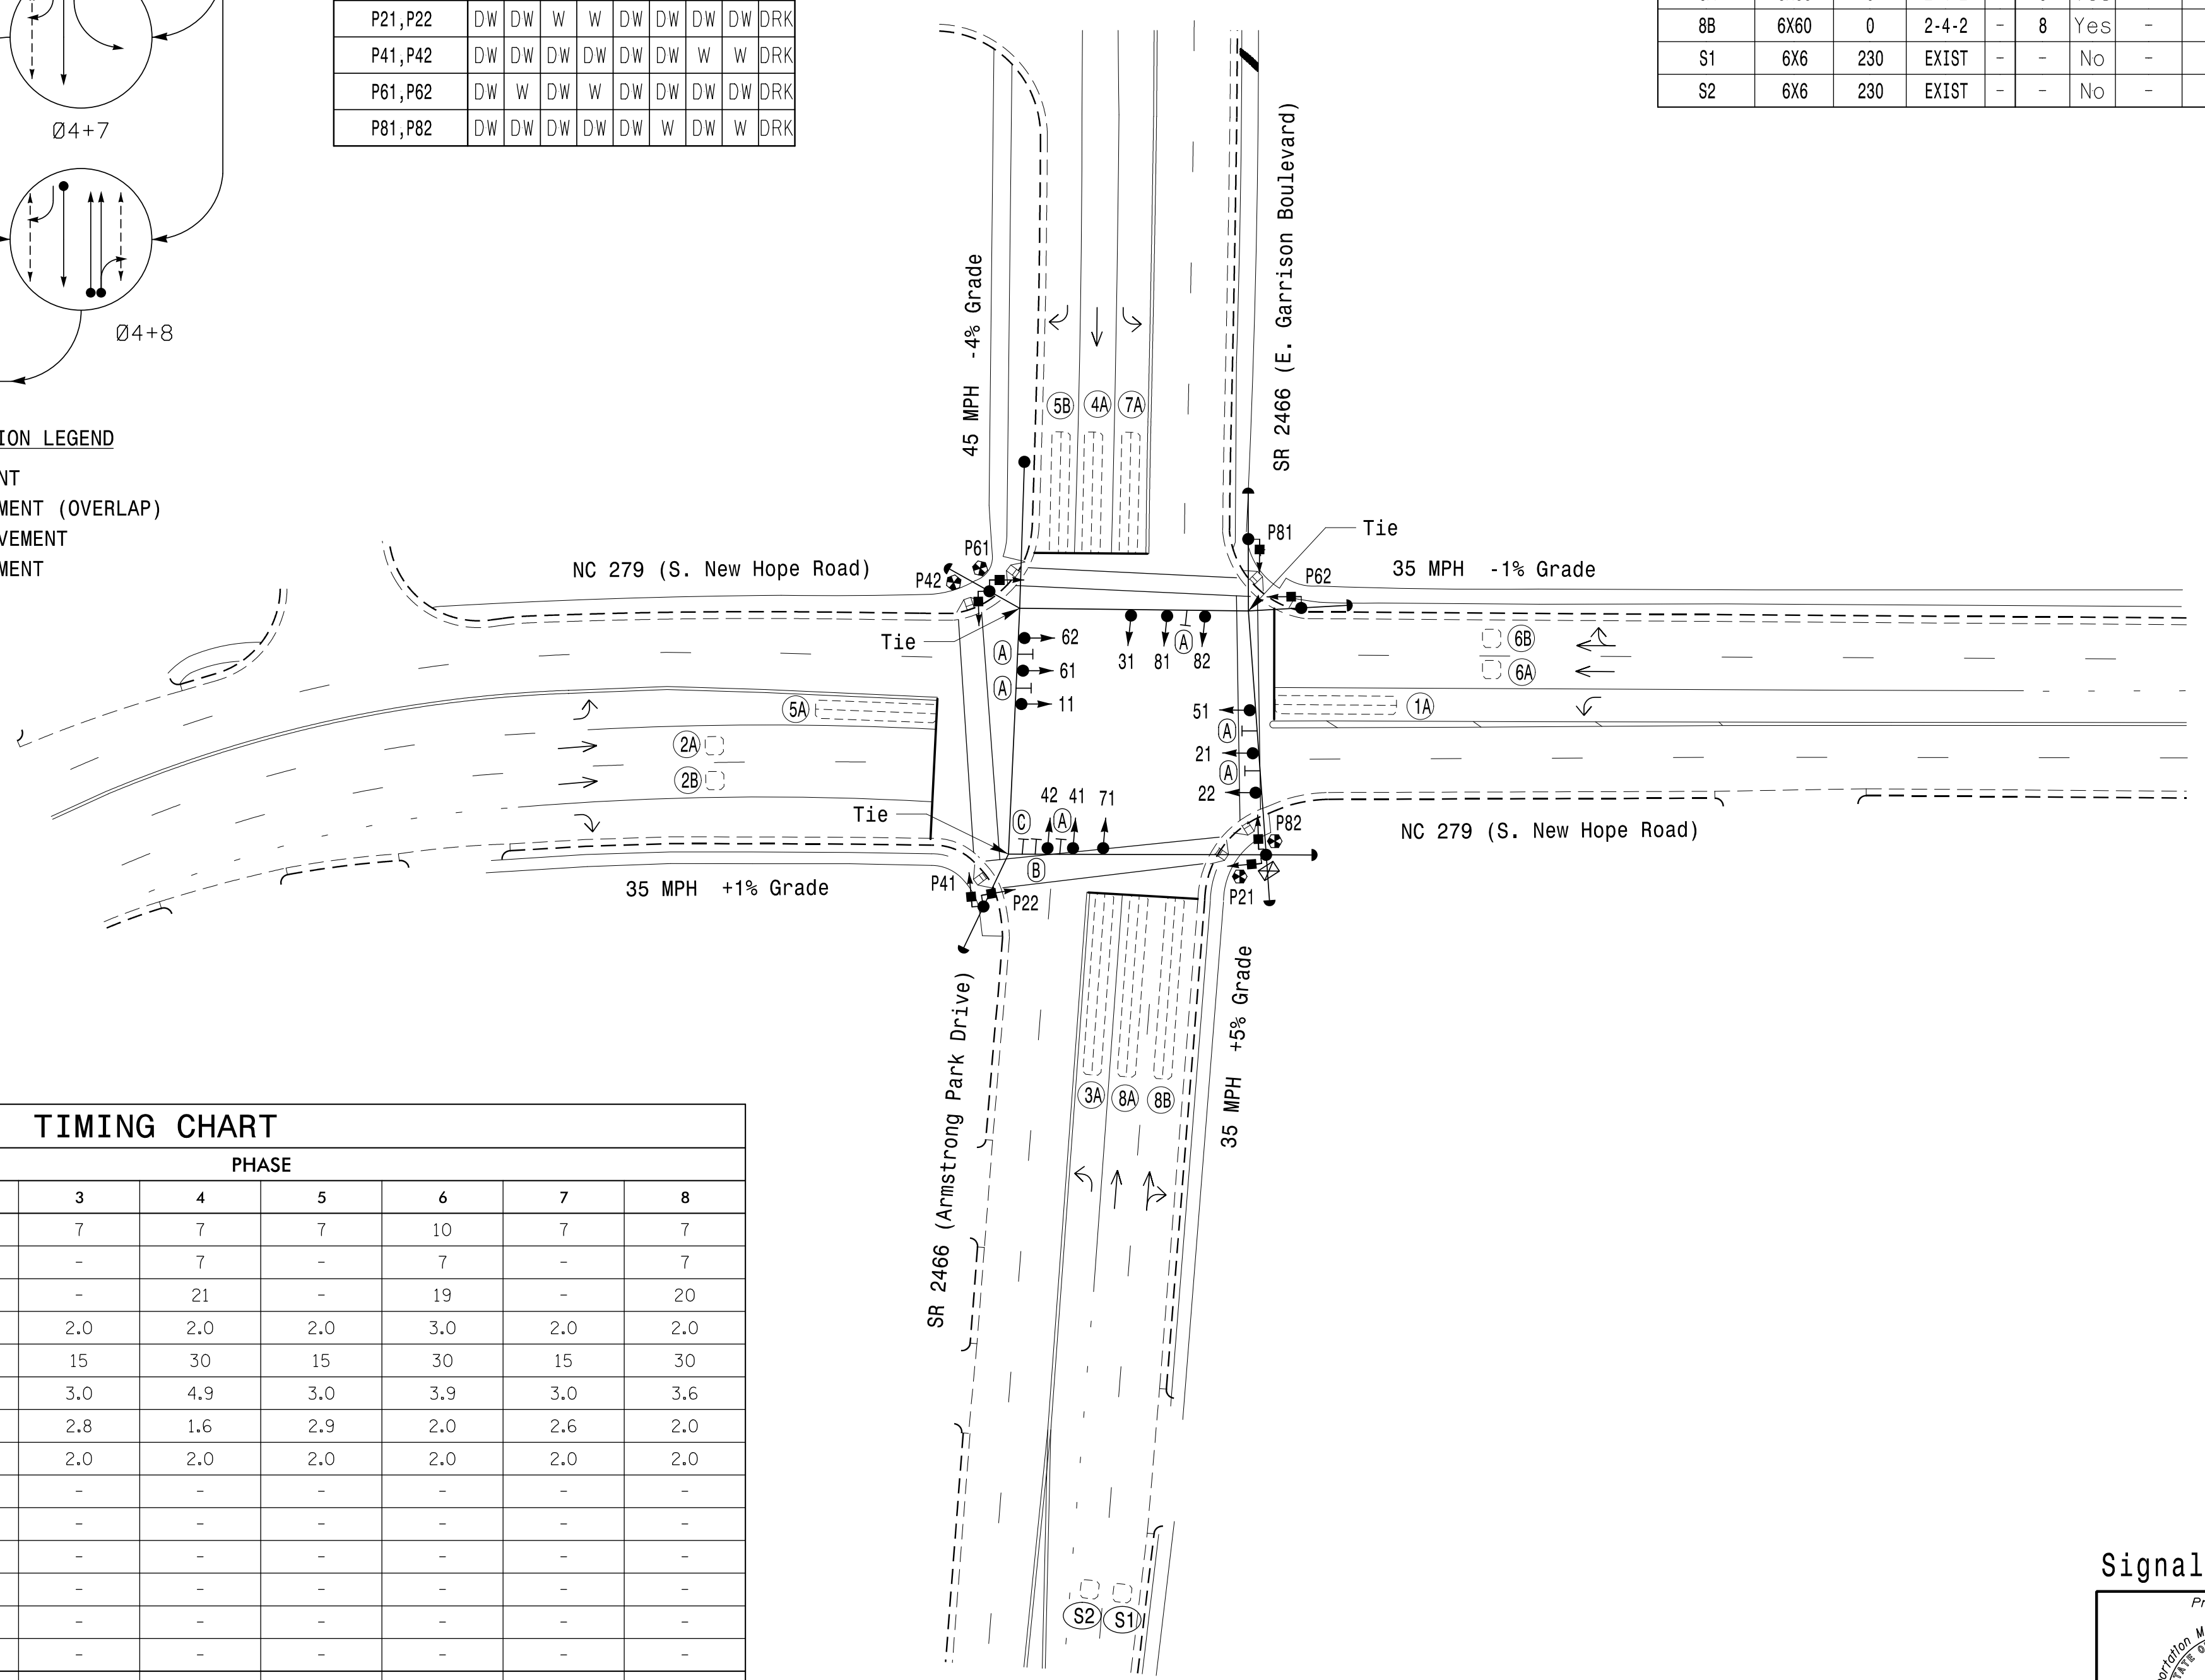 P21,P22 DW DW W W DW DW DW DW DRK
P41,P42 DW DW DW DW DW DW W W DRK
P61,P62 DW W DW W DW DW DW DW DRK
P81,P82 DW DW DW DW DW W DW W DRK
8B 6X60 0 2-4-2 - 8 Yes -
S1 6X6 230 EXIST - - No -
S2 6X6 230 EXIST - - No -
Ø4+7
Ø4+8
ION LEGEND
NT
MENT (OVERLAP)
VEMENT
MENT
45 MPH -4% Grade
SR 2466 (E. Garrison Boulevard)
5B 4A 7A
P81
Tie
P61
P42
NC 279 (S. New Hope Road)
P62
35 MPH -1% Grade
Tie
62
A
61
A
11
31 81 A 82
6B
6A
1A
5A
2A
2B
51
A
21
A
22
Tie
C 42 A 41 71
B
P82
NC 279 (S. New Hope Road)
35 MPH +1% Grade
P41
P22
P21
SR 2466 (Armstrong Park Drive)
35 MPH +5% Grade
3A 8A 8B
S2 S1
TIMING CHART
PHASE
3 4 5 6 7 8
7 7 7 10 7 7
- 7 - 7 - 7
- 21 - 19 - 20
2.0 2.0 2.0 3.0 2.0 2.0
15 30 15 30 15 30
3.0 4.9 3.0 3.9 3.0 3.6
2.8 1.6 2.9 2.0 2.6 2.0
2.0 2.0 2.0 2.0 2.0 2.0
- - - - - -
- - - - - -
- - - - - -
- - - - - -
- - - - - -
- - - - - -
Signal
Pr